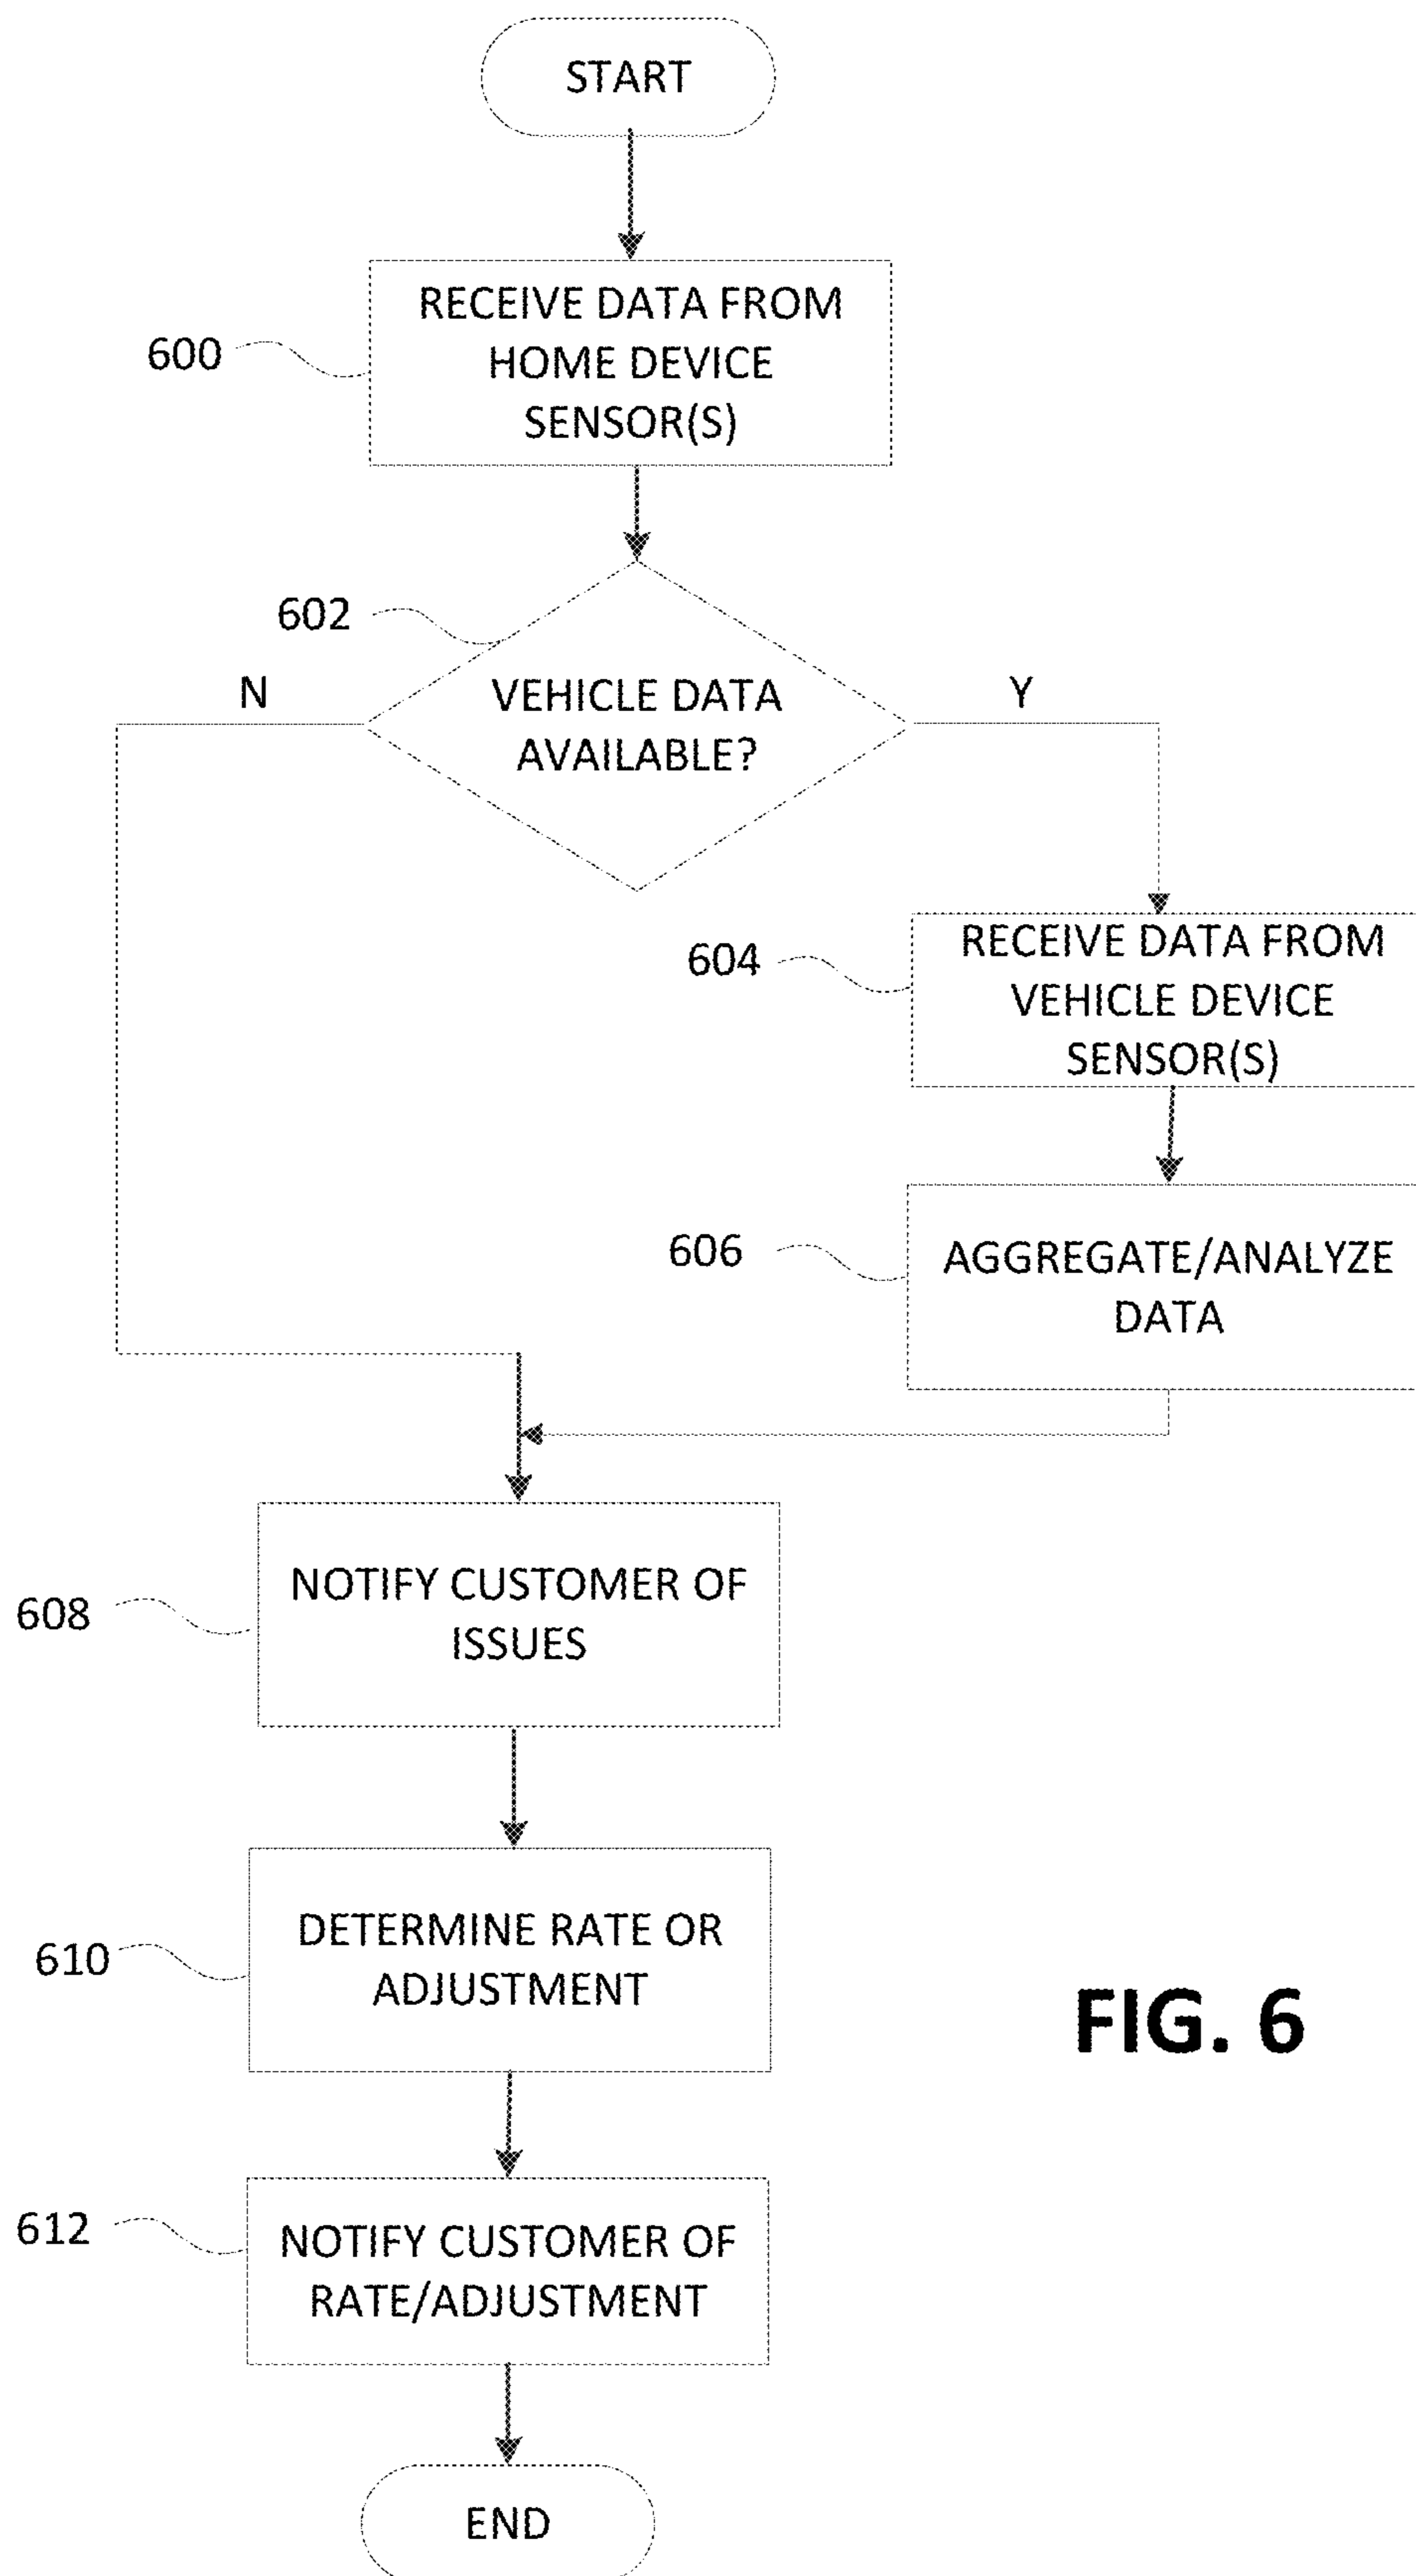 START
RECEIVE DATA FROM
HOME DEVICE
SENSOR(S)
600
602
N
VEHICLE DATA
AVAILABLE?
Y
604
RECEIVE DATA FROM
VEHICLE DEVICE
SENSOR(S)
606
AGGREGATE/ANALYZE
DATA
608
NOTIFY CUSTOMER OF
ISSUES
610
DETERMINE RATE OR
ADJUSTMENT
FIG. 6
612
NOTIFY CUSTOMER OF
RATE/ADJUSTMENT
END